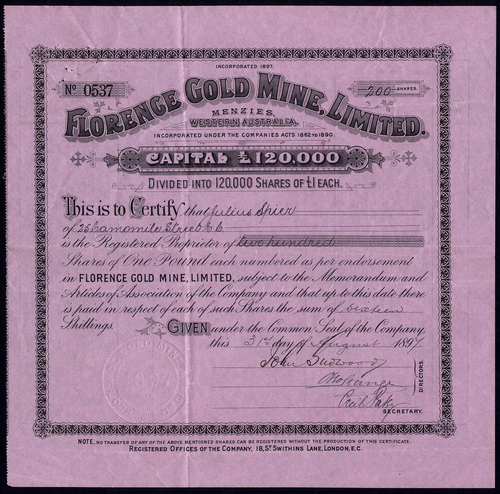 INCORPORATED 1897.
No 0537
200 SHARES
FLORENCE GOLD MINE, LIMITED.
MENZIES,
WESTERN AUSTRALIA.
INCORPORATED UNDER THE COMPANIES ACTS 1862 TO 1890.
CAPITAL £120,000
DIVIDED INTO 120,000 SHARES OF £1 EACH.
This is to Certify that Julius Spier
of 25 Camomile Street E.C.
is the Registered Proprietor of two hundred
Shares of ONE POUND each numbered as per endorsement
in FLORENCE GOLD MINE, LIMITED, subject to the Memorandum and
Articles of Association of the Company and that up to this date there
is paid in respect of each of such Shares the sum of sixteen
Shillings.
GIVEN under the Common Seal of the Company,
this 31st day of August 1897
John
DIRECTORS.
Cecil
SECRETARY.
NOTE, NO TRANSFER OF ANY OF THE ABOVE MENTIONED SHARES CAN BE REGISTERED WITHOUT THE PRODUCTION OF THIS CERTIFICATE.
REGISTERED OFFICES OF THE COMPANY, 18, ST SWITHINS LANE, LONDON, E.C.